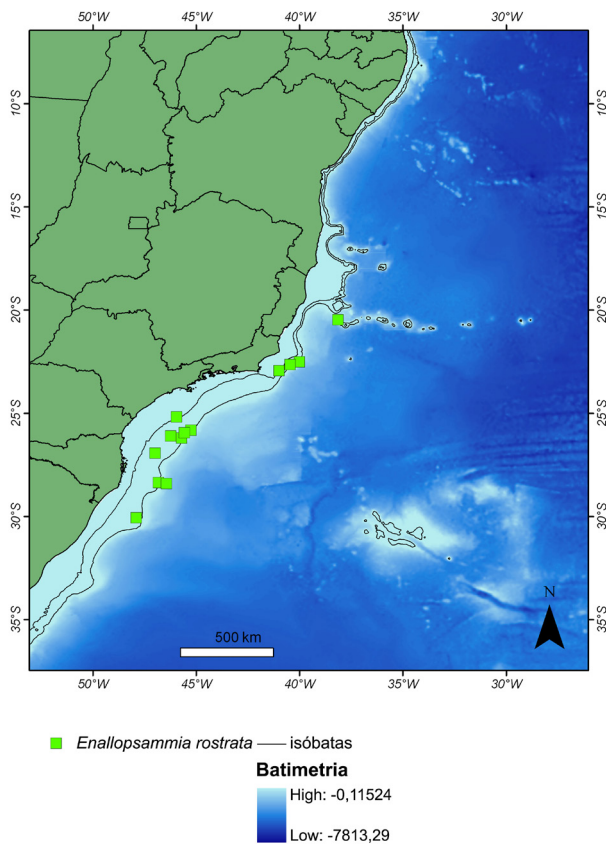 50°W 45°W 40°W 35°W 30°W
10°S 10°S
15°S 15°S
20°S 20°S
25°S 25°S
30°S 30°S
35°S 35°S
N
500 km
50°W 45°W 40°W 35°W 30°W
Enallopsammia rostrata isóbatas
Batimetria
High: -0,11524
Low: -7813,29